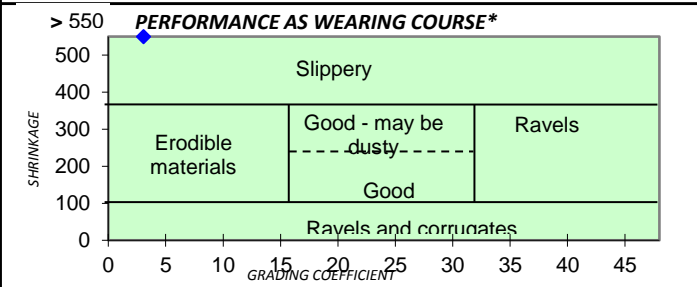 > 550 PERFORMANCE AS WEARING COURSE*
500
400
300
200
100
0
SHRINKAGE
Slippery
Erodible
materials
Good - may be
dusty
Good
Ravels
Ravels and corrugates
0 5 10 15 20 25 30 35 40 45
GRADING COEFFICIENT